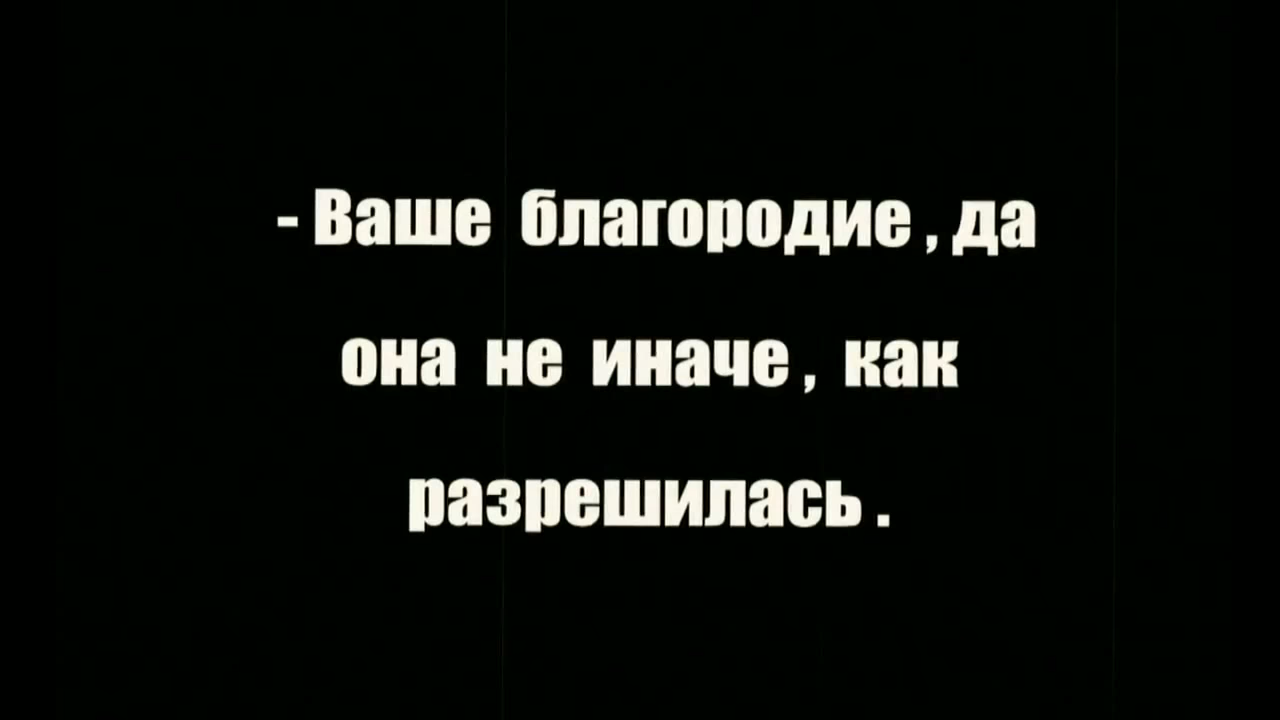 - Ваше благородие , да
она не иначе , как
разрешилась .